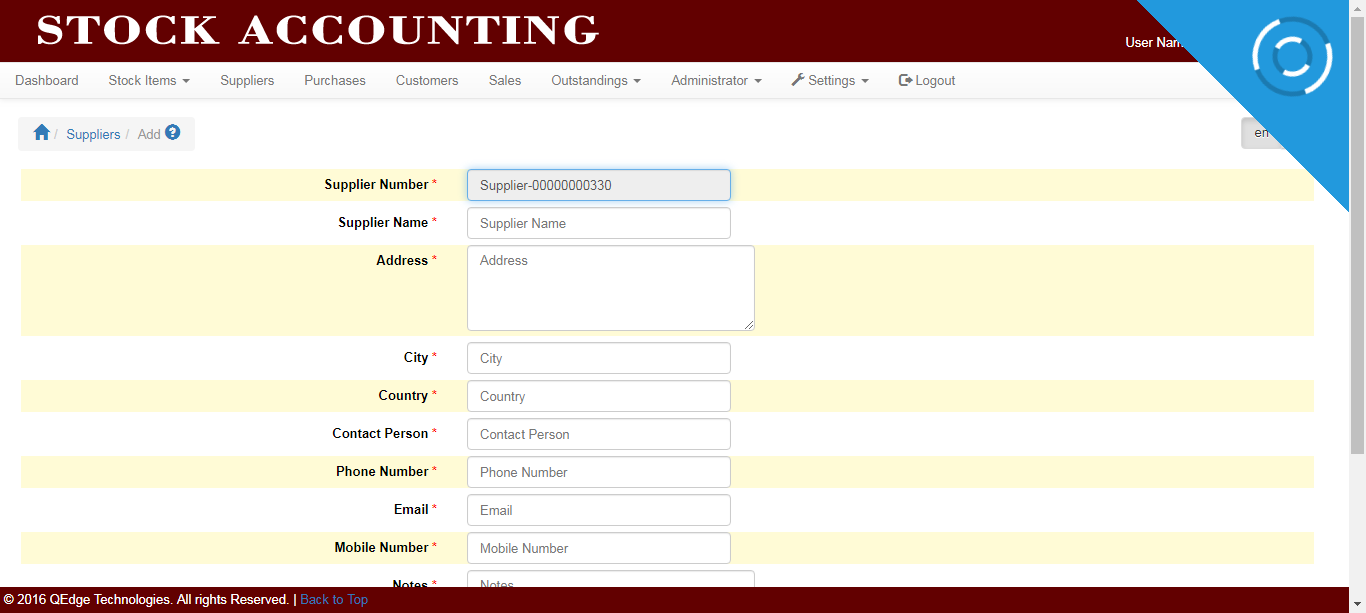 STOCK ACCOUNTING
User Nam
Dashboard Stock Items Suppliers Purchases Customers Sales Outstandings Administrator Settings Logout
/ Suppliers / Add
en
Supplier Number * Supplier-00000000330
Supplier Name * Supplier Name
Address * Address
City * City
Country * Country
Contact Person * Contact Person
Phone Number * Phone Number
Email * Email
Mobile Number * Mobile Number
Notes * Notes
© 2016 QEdge Technologies. All rights Reserved. | Back to Top